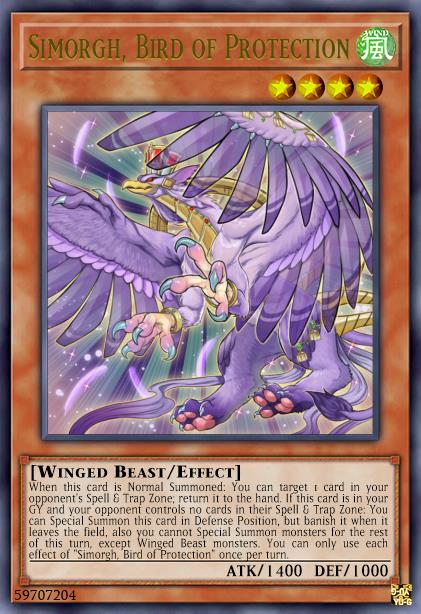 Simorgh, Bird of Protection
WIND
風
[Winged Beast/Effect]
When this card is Normal Summoned: You can target 1 card in your
opponent's Spell & Trap Zone; return it to the hand. If this card is in your
GY and your opponent controls no cards in their Spell & Trap Zone: You
can Special Summon this card in Defense Position, but banish it when it
leaves the field, also you cannot Special Summon monsters for the rest
of this turn, except Winged Beast monsters. You can only use each
effect of "Simorgh, Bird of Protection" once per turn.
ATK/1400 DEF/1000
59707204